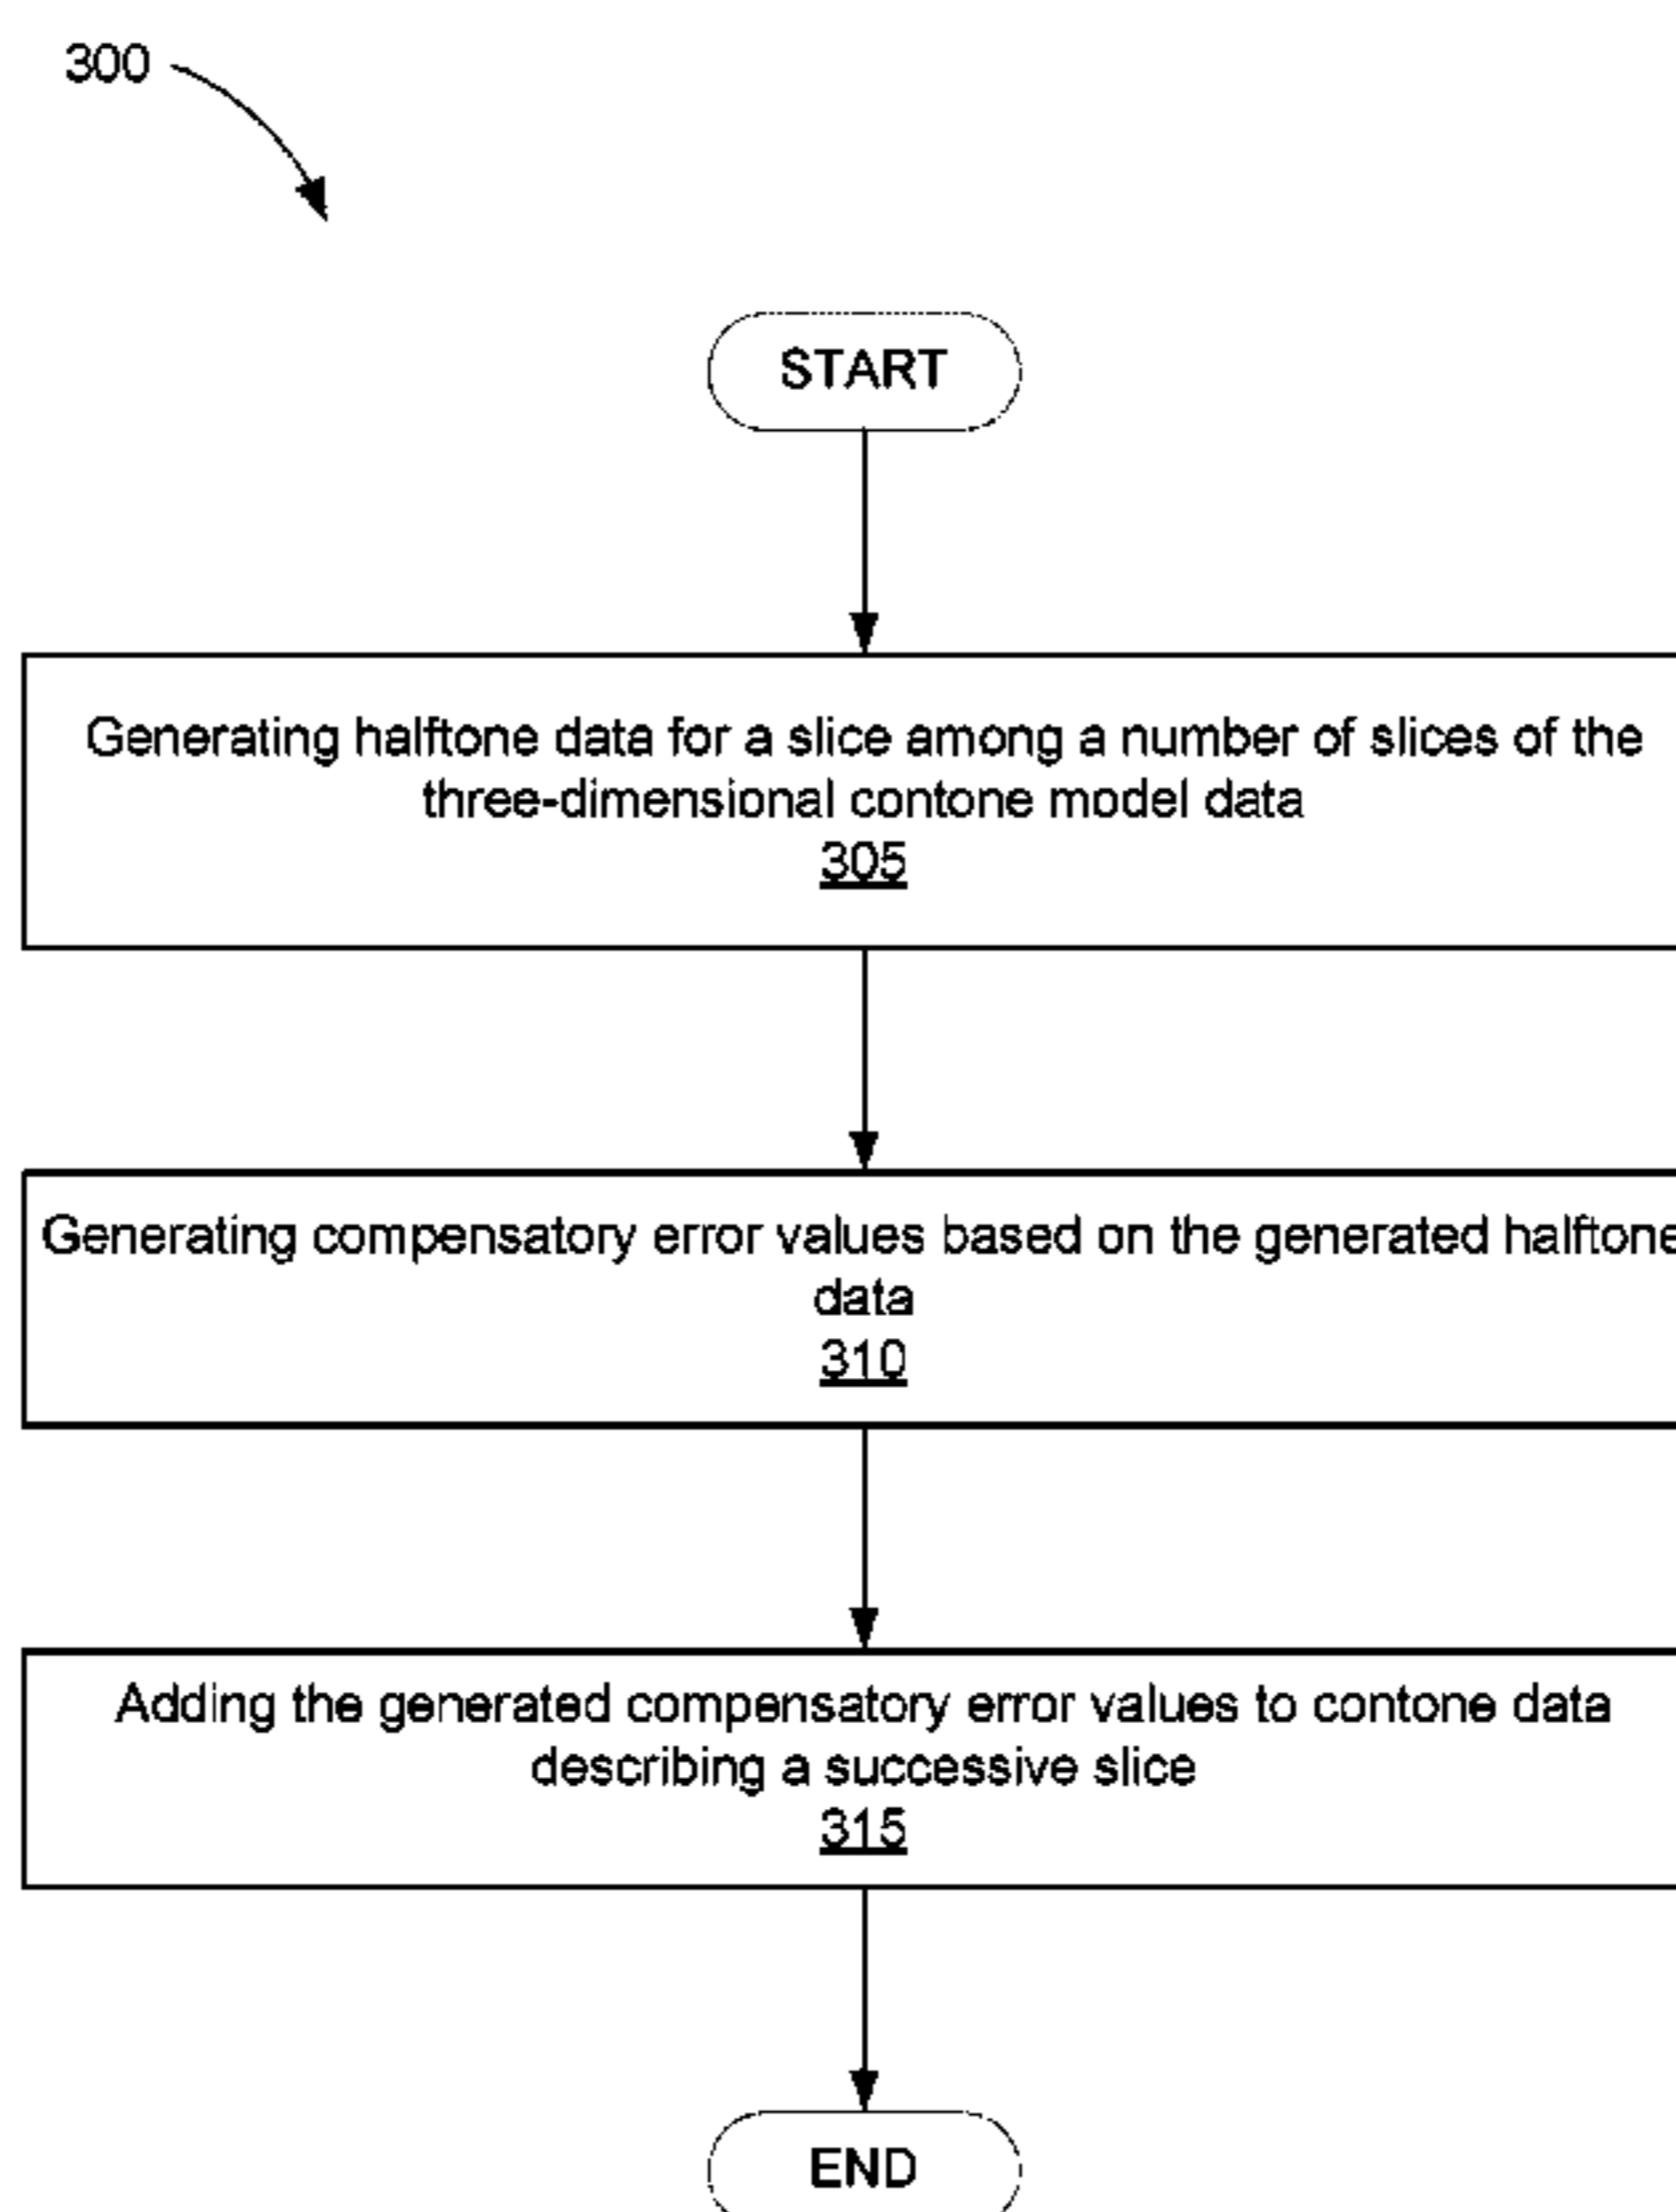 300
START
Generating halftone data for a slice among a number of slices of the
three-dimensional contone model data
305
Generating compensatory error values based on the generated halftone
data
310
Adding the generated compensatory error values to contone data
describing a successive slice
315
END